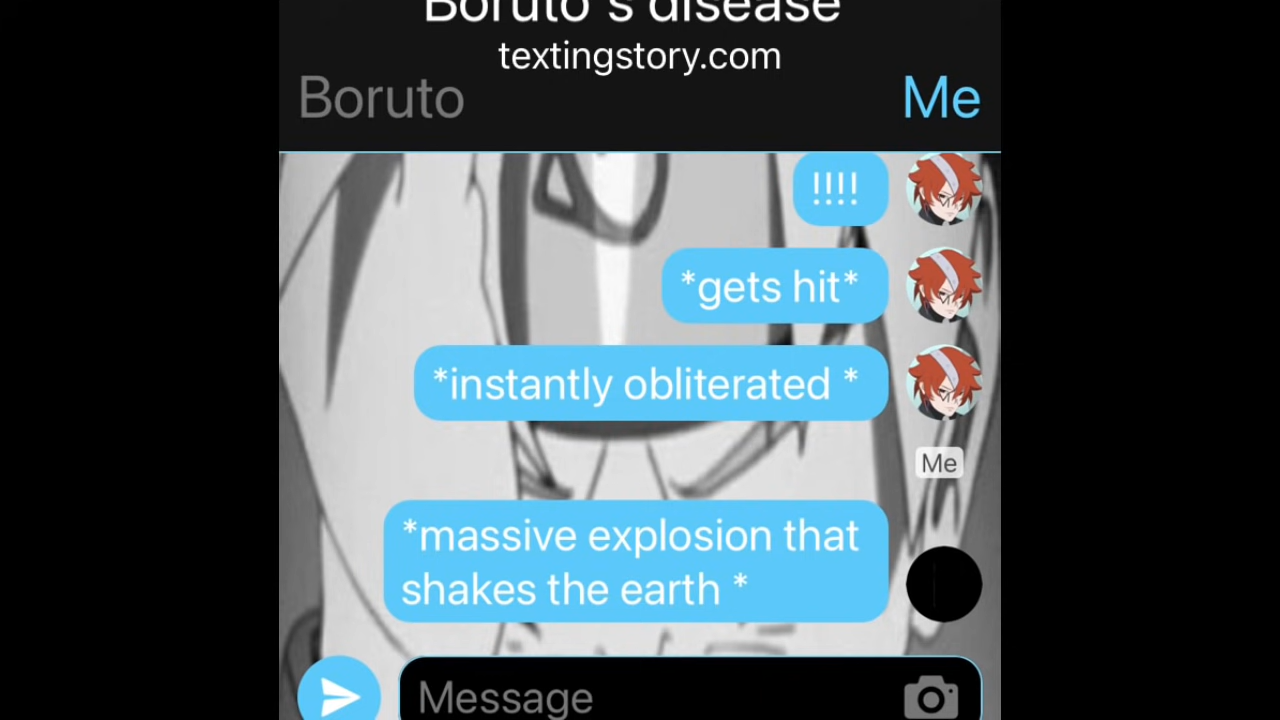 Boruto's disease
textingstory.com
Boruto
Me
!!!!
*gets hit*
*instantly obliterated *
Me
*massive explosion that
shakes the earth *
Message